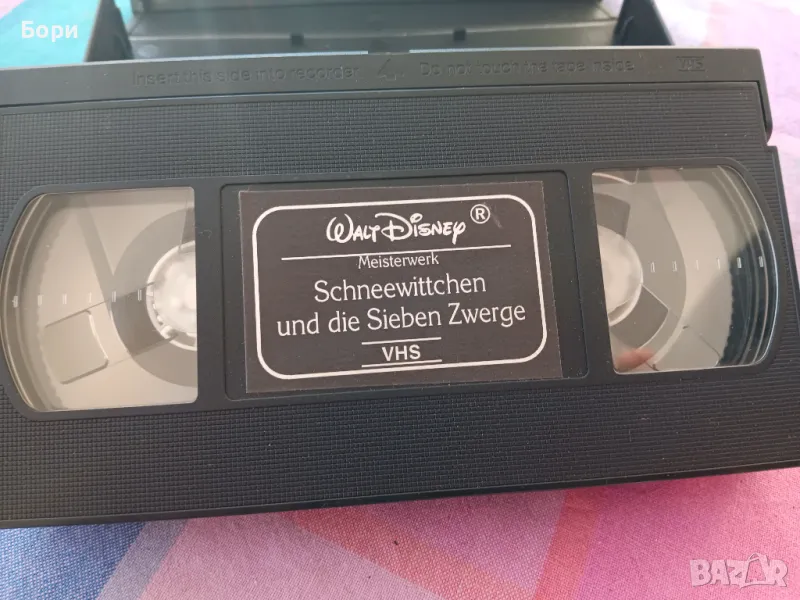 Бори
Insert this side into recorder Do not touch the tape inside VHS
WALT DISNEY ®
Meisterwerk
Schneewittchen
und die Sieben Zwerge
VHS
BAZAR